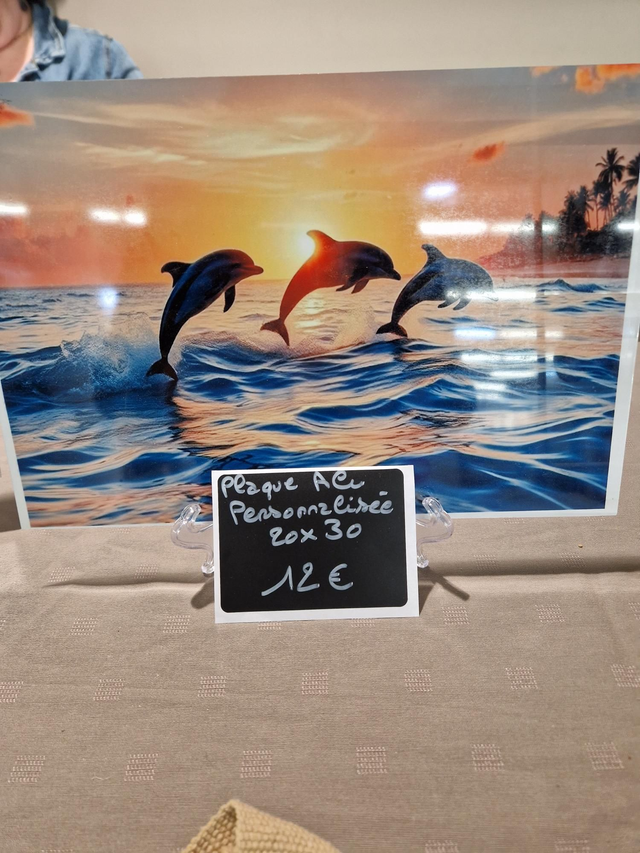 Plaque Alu
Personnalisée
20x30
12€